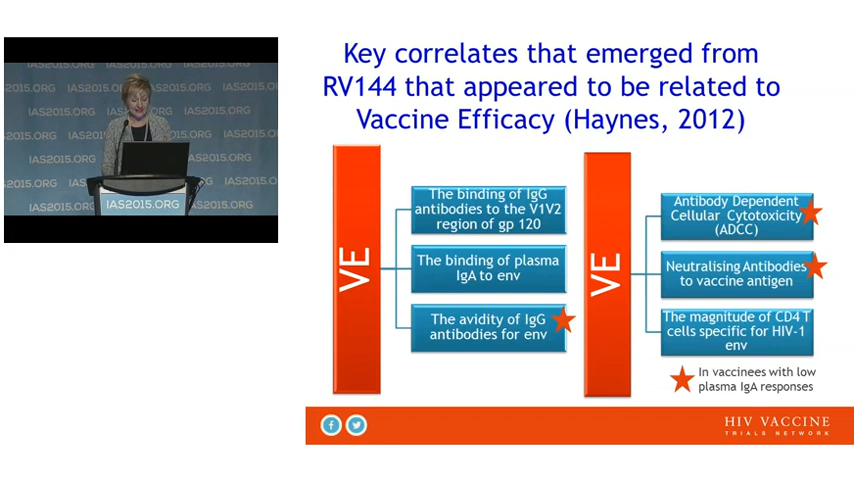 Key correlates that emerged from
RV144 that appeared to be related to
Vaccine Efficacy (Haynes, 2012)
IAS2015.ORG IAS2015.ORG IAS2015.ORG
IAS2015.ORG
VE
The binding of IgG
antibodies to the V1V2
region of gp 120
The binding of plasma
IgA to env
The avidity of IgG
antibodies for env
VE
Antibody Dependent
Cellular Cytotoxicity
(ADCC)
Neutralising Antibodies
to vaccine antigen
The magnitude of CD4 T
cells specific for HIV-1
env
In vaccinees with low
plasma IgA responses
HIV VACCINE
TRIALS NETWORK